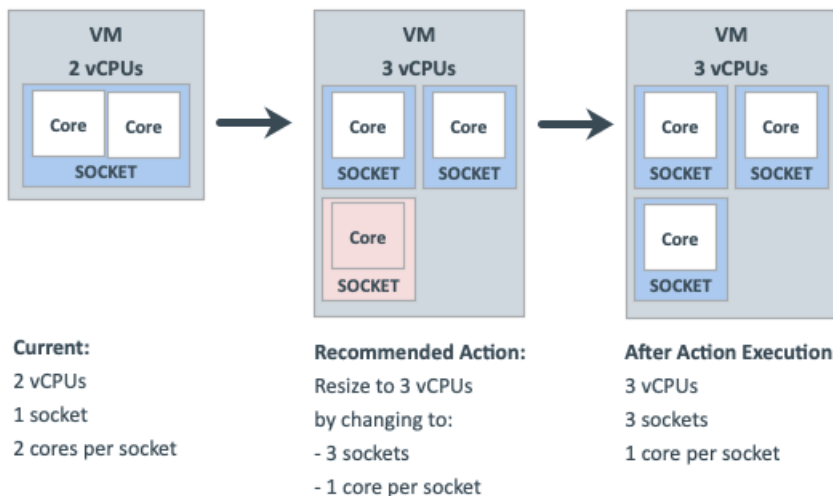 VM
2 vCPUs
Core
Core
SOCKET
VM
3 vCPUs
Core
Core
SOCKET
SOCKET
Core
SOCKET
VM
3 vCPUs
Core
Core
SOCKET
SOCKET
Core
SOCKET
Current:
2 vCPUs
1 socket
2 cores per socket
Recommended Action:
Resize to 3 vCPUs
by changing to:
- 3 sockets
- 1 core per socket
After Action Execution
3 vCPUs
3 sockets
1 core per socket